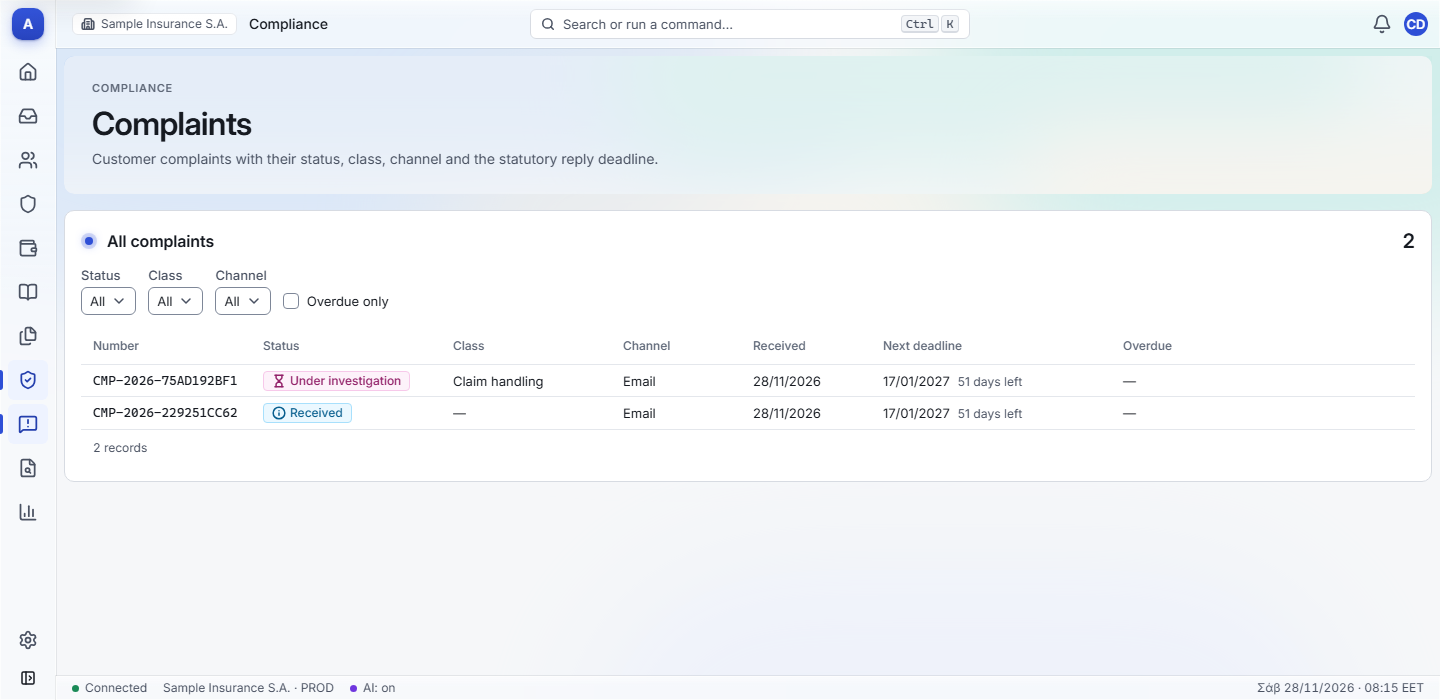 A
Sample Insurance S.A. Compliance Search or run a command... Ctrl K CD
COMPLIANCE
Complaints
Customer complaints with their status, class, channel and the statutory reply deadline.
All complaints 2
Status Class Channel
All All All Overdue only
Number Status Class Channel Received Next deadline Overdue
CMP-2026-75AD192BF1 Under investigation Claim handling Email 28/11/2026 17/01/2027 51 days left —
CMP-2026-229251CC62 Received — Email 28/11/2026 17/01/2027 51 days left —
2 records
Connected Sample Insurance S.A. · PROD AI: on Σάβ 28/11/2026 · 08:15 EET